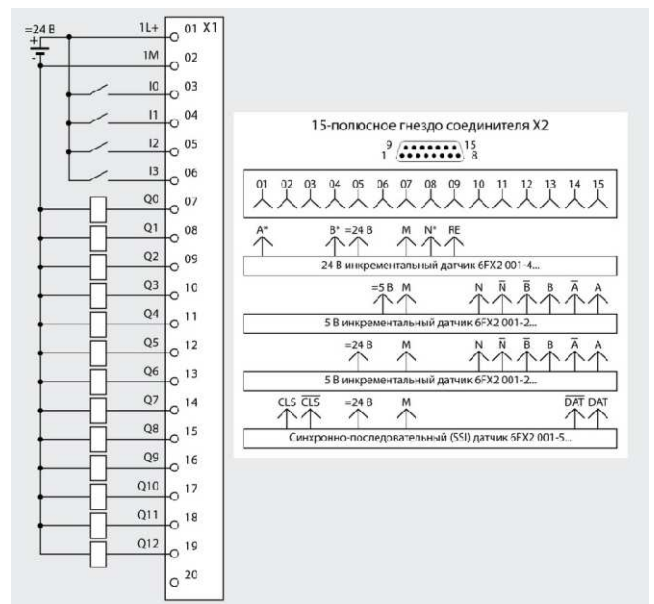 =24 В
+
-
1L+ 01 X1
1M 02
I0 03
I1 04
I2 05
I3 06
Q0 07
Q1 08
Q2 09
Q3 10
Q4 11
Q5 12
Q6 13
Q7 14
Q8 15
Q9 16
Q10 17
Q11 18
Q12 19
20
15-полюсное гнездо соединителя X2
9 15
1 8
01 02 03 04 05 06 07 08 09 10 11 12 13 14 15
A* B* =24 В M N* RE
24 В инкрементальный датчик 6FX2 001-4...
=5 В M N N̅ B̅ B A̅ A
5 В инкрементальный датчик 6FX2 001-2...
=24 В M N N̅ B̅ B A̅ A
5 В инкрементальный датчик 6FX2 001-2...
CLS C̅L̅S̅ =24 В M D̅A̅T̅ DAT
Синхронно-последовательный (SSI) датчик 6FX2 001-5...